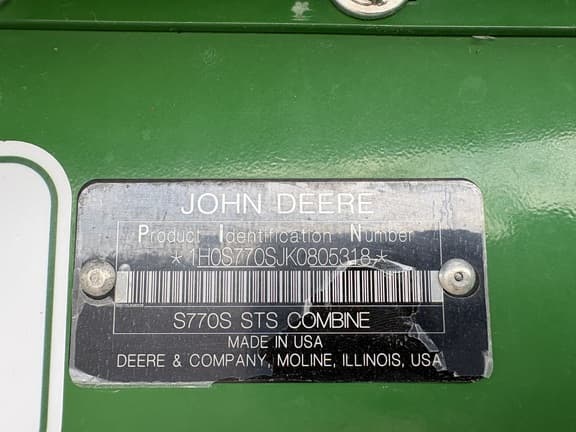 JOHN DEERE
Product Identification Number
*1H0S770SJK0805318*
S770S STS COMBINE
MADE IN USA
DEERE & COMPANY, MOLINE, ILLINOIS, USA